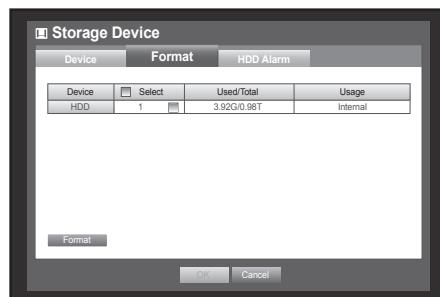 Storage Device
Device Format HDD Alarm
Device Select Used/Total Usage
HDD 1 3.92G/0.98T Internal
Format
OK Cancel